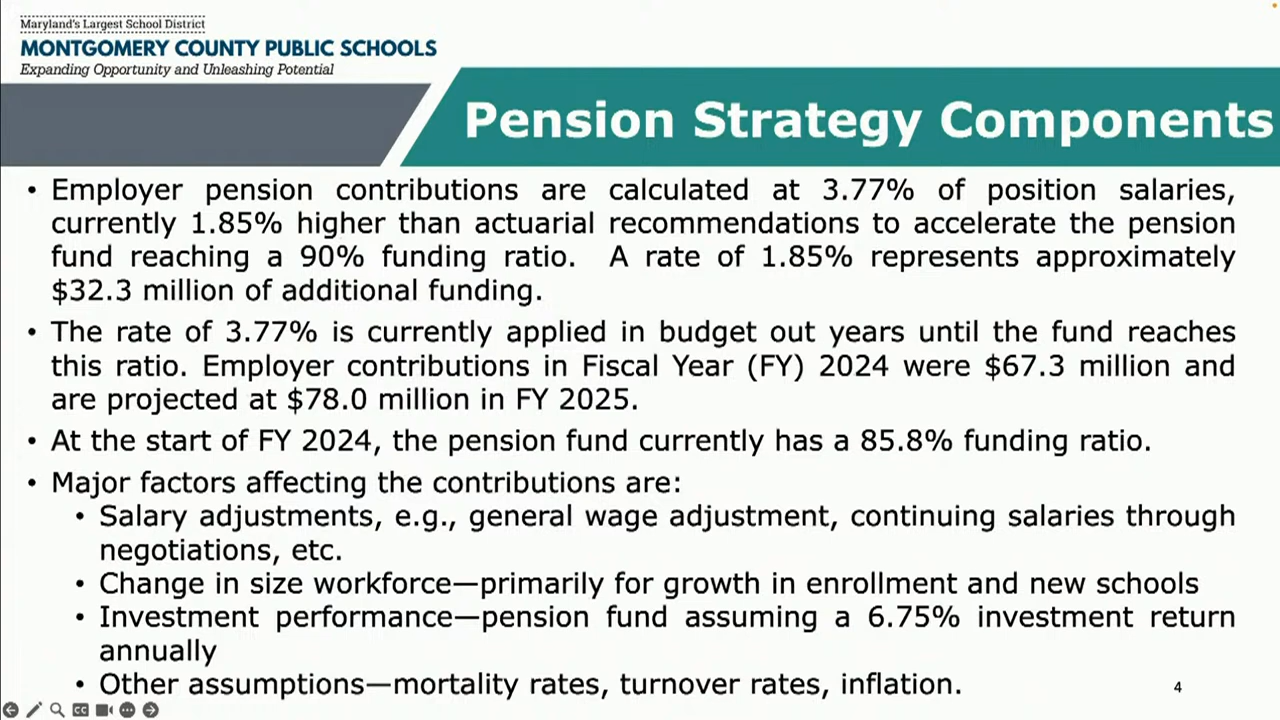 Maryland's Largest School District
MONTGOMERY COUNTY PUBLIC SCHOOLS
Expanding Opportunity and Unleashing Potential
Pension Strategy Components
• Employer pension contributions are calculated at 3.77% of position salaries,
currently 1.85% higher than actuarial recommendations to accelerate the pension
fund reaching a 90% funding ratio. A rate of 1.85% represents approximately
$32.3 million of additional funding.
• The rate of 3.77% is currently applied in budget out years until the fund reaches
this ratio. Employer contributions in Fiscal Year (FY) 2024 were $67.3 million and
are projected at $78.0 million in FY 2025.
• At the start of FY 2024, the pension fund currently has a 85.8% funding ratio.
• Major factors affecting the contributions are:
• Salary adjustments, e.g., general wage adjustment, continuing salaries through
negotiations, etc.
• Change in size workforce—primarily for growth in enrollment and new schools
• Investment performance—pension fund assuming a 6.75% investment return
annually
• Other assumptions—mortality rates, turnover rates, inflation.
4
CC